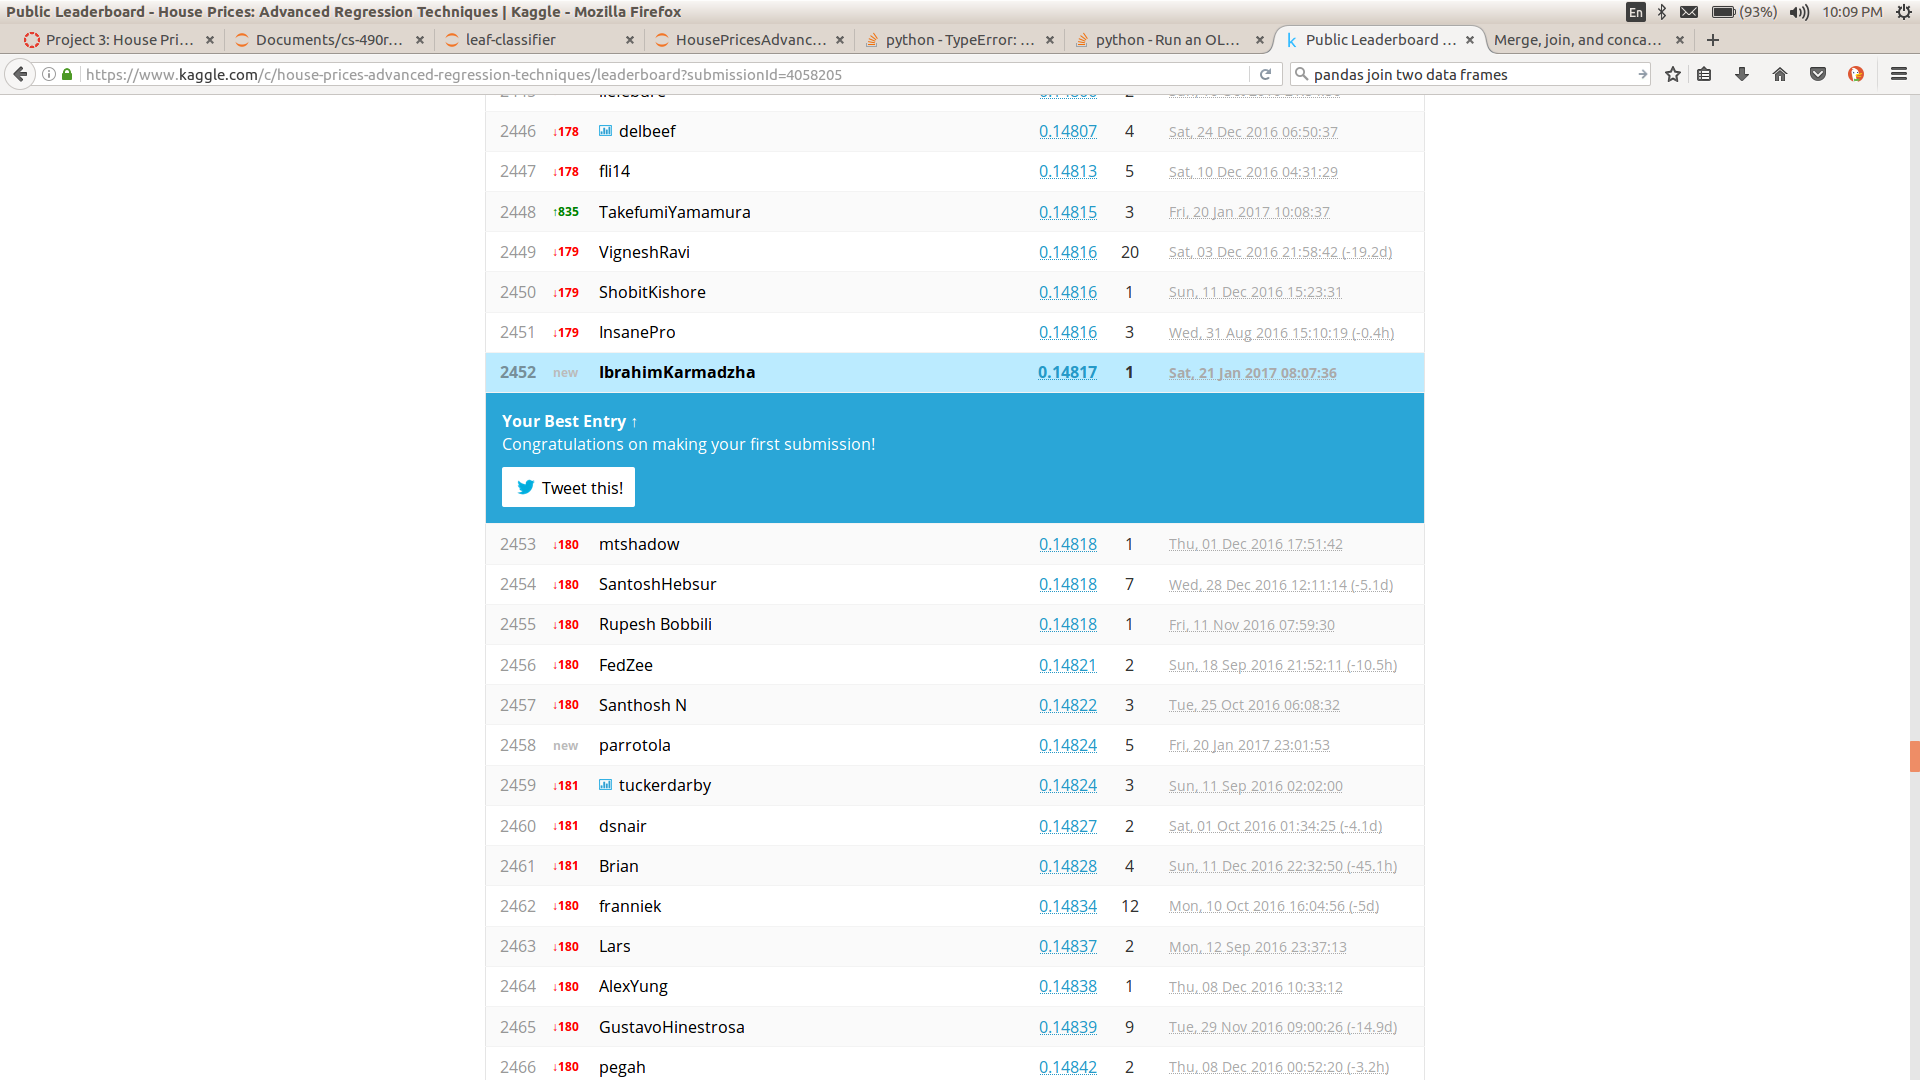 Public Leaderboard - House Prices: Advanced Regression Techniques | Kaggle - Mozilla Firefox
En (93%) 10:09 PM
Project 3: House Pri... × Documents/cs-490r... × leaf-classifier × HousePricesAdvanc... × python - TypeError: ... × python - Run an OL... × Public Leaderboard ... × Merge, join, and conca... ×
https://www.kaggle.com/c/house-prices-advanced-regression-techniques/leaderboard?submissionId=4058205 pandas join two data frames
2446 ↓178 delbeef 0.14807 4 Sat, 24 Dec 2016 06:50:37
2447 ↓178 fli14 0.14813 5 Sat, 10 Dec 2016 04:31:29
2448 ↑835 TakefumiYamamura 0.14815 3 Fri, 20 Jan 2017 10:08:37
2449 ↓179 VigneshRavi 0.14816 20 Sat, 03 Dec 2016 21:58:42 (-19.2d)
2450 ↓179 ShobitKishore 0.14816 1 Sun, 11 Dec 2016 15:23:31
2451 ↓179 InsanePro 0.14816 3 Wed, 31 Aug 2016 15:10:19 (-0.4h)
2452 new IbrahimKarmadzha 0.14817 1 Sat, 21 Jan 2017 08:07:36
Your Best Entry ↑
Congratulations on making your first submission!
Tweet this!
2453 ↓180 mtshadow 0.14818 1 Thu, 01 Dec 2016 17:51:42
2454 ↓180 SantoshHebsur 0.14818 7 Wed, 28 Dec 2016 12:11:14 (-5.1d)
2455 ↓180 Rupesh Bobbili 0.14818 1 Fri, 11 Nov 2016 07:59:30
2456 ↓180 FedZee 0.14821 2 Sun, 18 Sep 2016 21:52:11 (-10.5h)
2457 ↓180 Santhosh N 0.14822 3 Tue, 25 Oct 2016 06:08:32
2458 new parrotola 0.14824 5 Fri, 20 Jan 2017 23:01:53
2459 ↓181 tuckerdarby 0.14824 3 Sun, 11 Sep 2016 02:02:00
2460 ↓181 dsnair 0.14827 2 Sat, 01 Oct 2016 01:34:25 (-4.1d)
2461 ↓181 Brian 0.14828 4 Sun, 11 Dec 2016 22:32:50 (-45.1h)
2462 ↓180 franniek 0.14834 12 Mon, 10 Oct 2016 16:04:56 (-5d)
2463 ↓180 Lars 0.14837 2 Mon, 12 Sep 2016 23:37:13
2464 ↓180 AlexYung 0.14838 1 Thu, 08 Dec 2016 10:33:12
2465 ↓180 GustavoHinestrosa 0.14839 9 Tue, 29 Nov 2016 09:00:26 (-14.9d)
2466 ↓180 pegah 0.14842 2 Thu, 08 Dec 2016 00:52:20 (-3.2h)